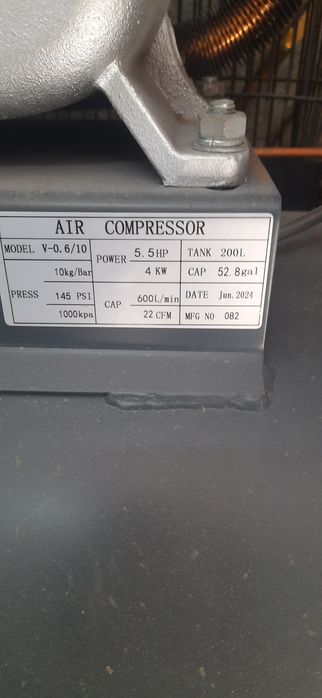 AIR COMPRESSOR
MODEL V-0.6/10 POWER 5.5HP TANK 200L
4 KW
10kg/Bar CAP 52.8gal
PRESS 145 PSI CAP 600L/min DATE Jun.2024
1000kpa 22 CFM MFG NO 082